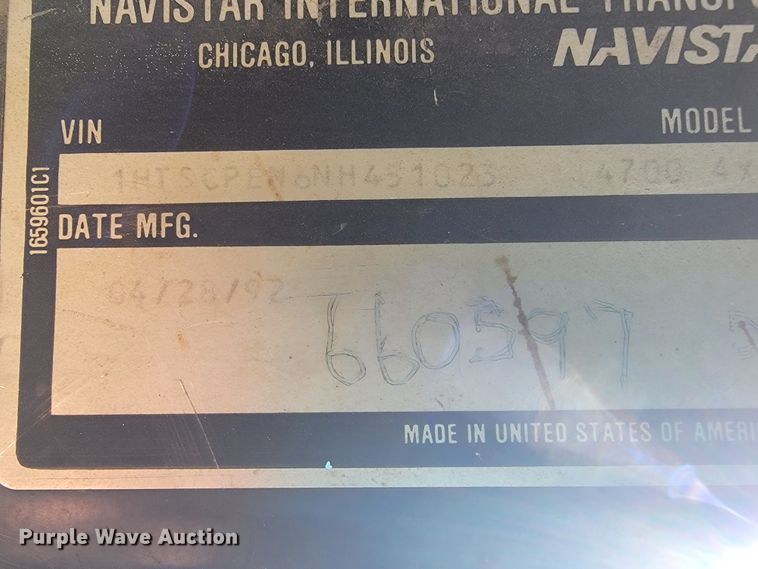 NAVISTAR INTERNATIONAL TRANSPO
CHICAGO, ILLINOIS NAVISTA
VIN MODEL
1HTSCPEN6NH451023 4700 4X
1659601C1
DATE MFG.
04/28/92
660597
MADE IN UNITED STATES OF AMERI
Purple Wave Auction